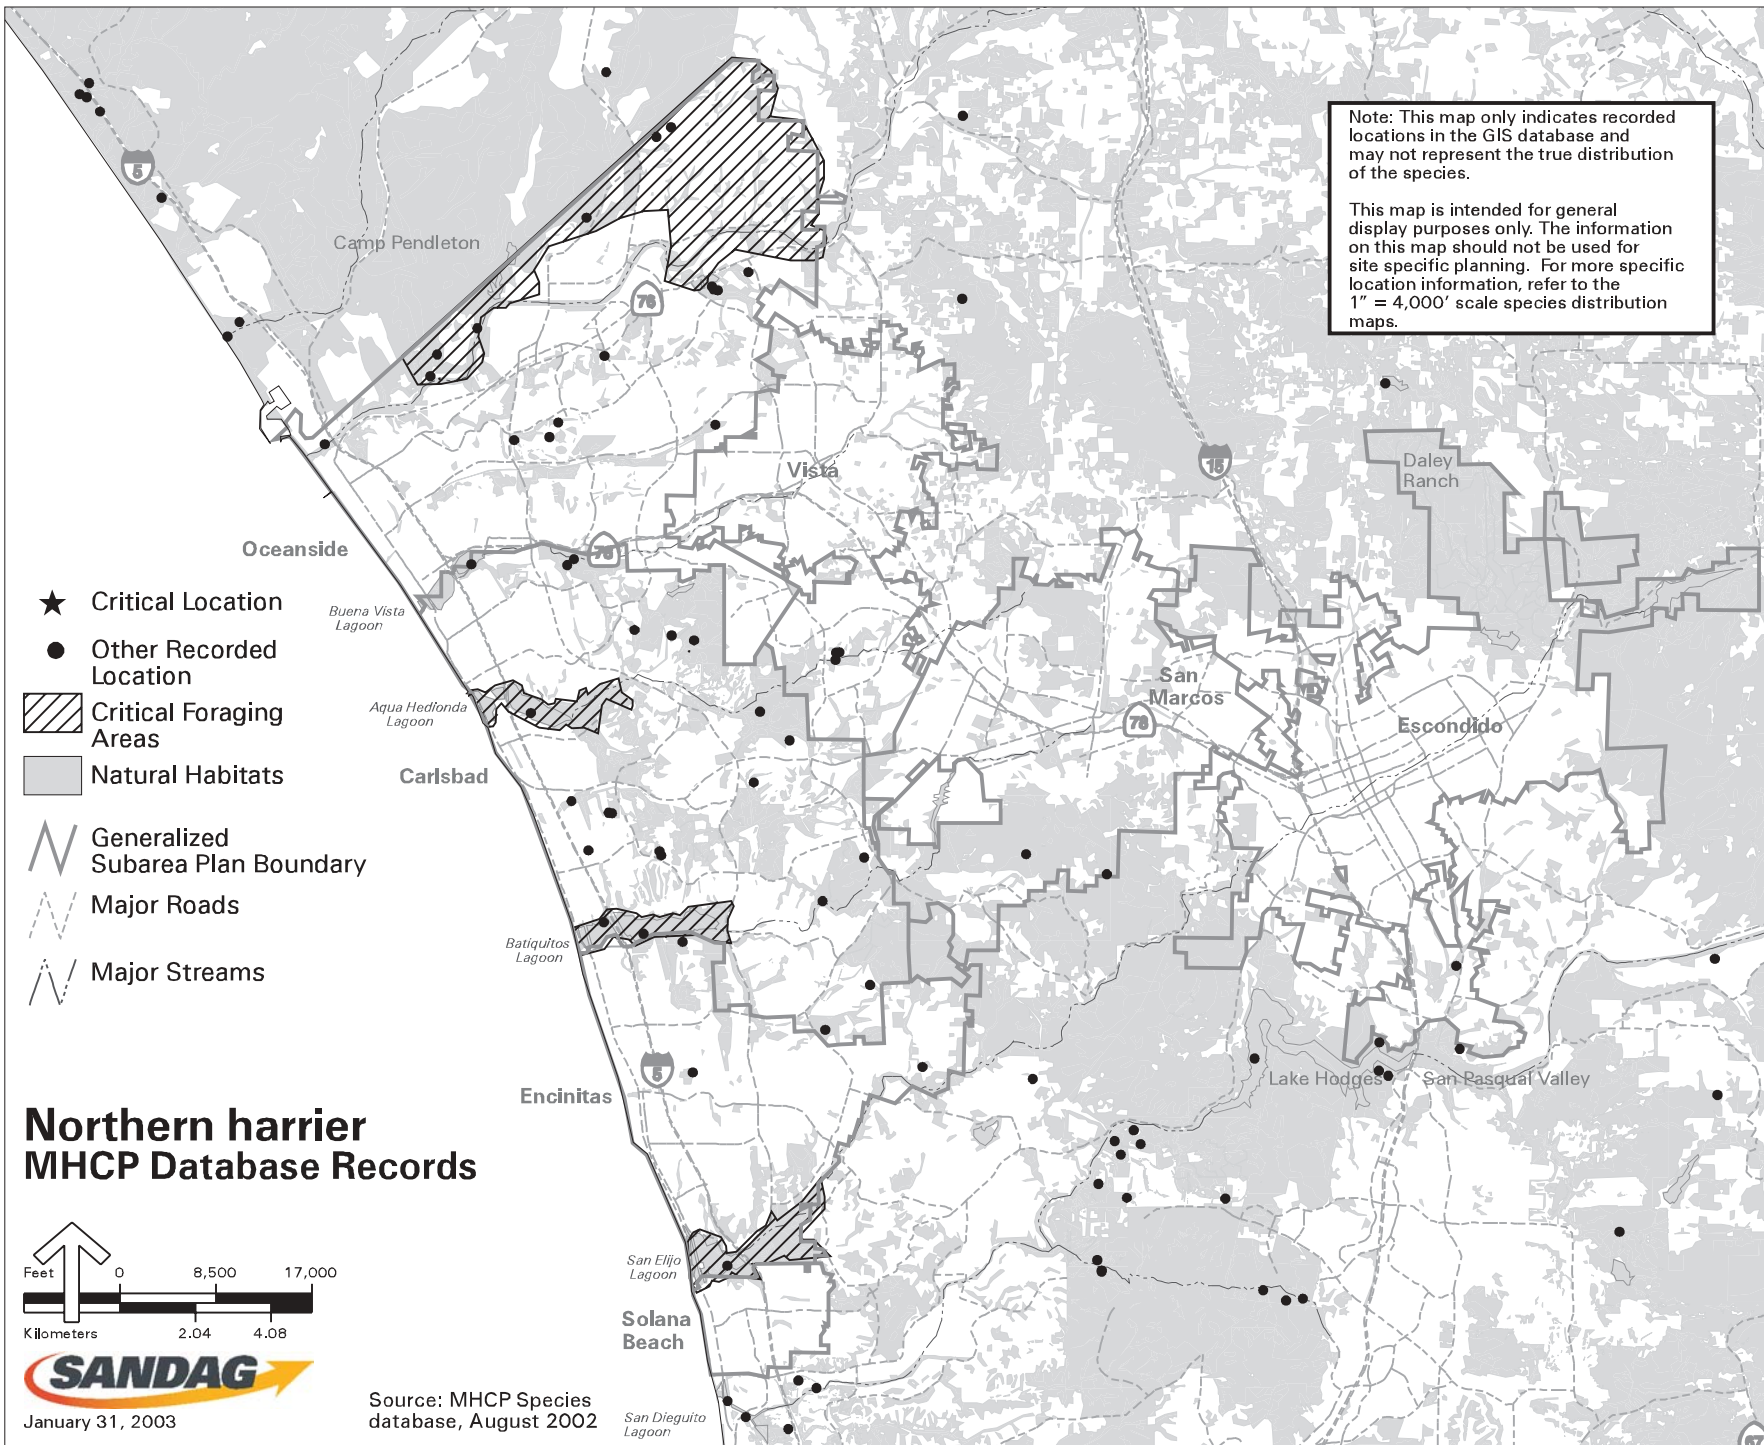 Note: This map only indicates recorded
locations in the GIS database and
may not represent the true distribution
of the species.
This map is intended for general
display purposes only. The information
on this map should not be used for
site specific planning. For more specific
location information, refer to the
1" = 4,000' scale species distribution
maps.
5
Camp Pendleton
76
15
Daley
Ranch
Vista
Oceanside
78
Buena Vista
Lagoon
San
Marcos
78
Escondido
Aqua Hedionda
Lagoon
Carlsbad
Batiquitos
Lagoon
5
Encinitas
Lake Hodges
San Pasqual Valley
San Elijo
Lagoon
Solana
Beach
San Dieguito
Lagoon
67
Critical Location
Other Recorded
Location
Critical Foraging
Areas
Natural Habitats
Generalized
Subarea Plan Boundary
Major Roads
Major Streams
Northern harrier
MHCP Database Records
Feet 0 8,500 17,000
Kilometers 2.04 4.08
SANDAG
January 31, 2003
Source: MHCP Species
database, August 2002